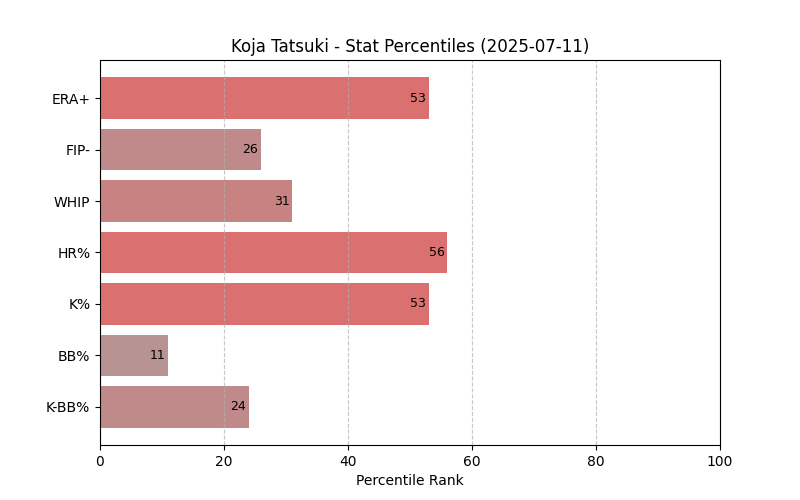 Koja Tatsuki - Stat Percentiles (2025-07-11)
ERA+ 53
FIP- 26
WHIP 31
HR% 56
K% 53
BB% 11
K-BB% 24
0 20 40 60 80 100
Percentile Rank